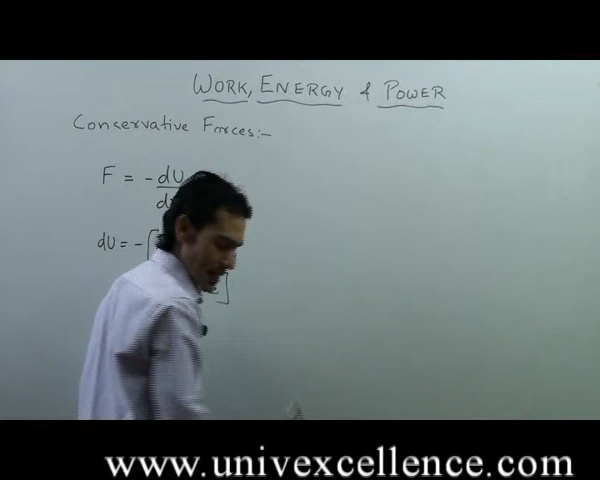 WORK, ENERGY & POWER
Conservative Forces:-
F = - dU
d
dU = - [
]
www.univexcellence.com